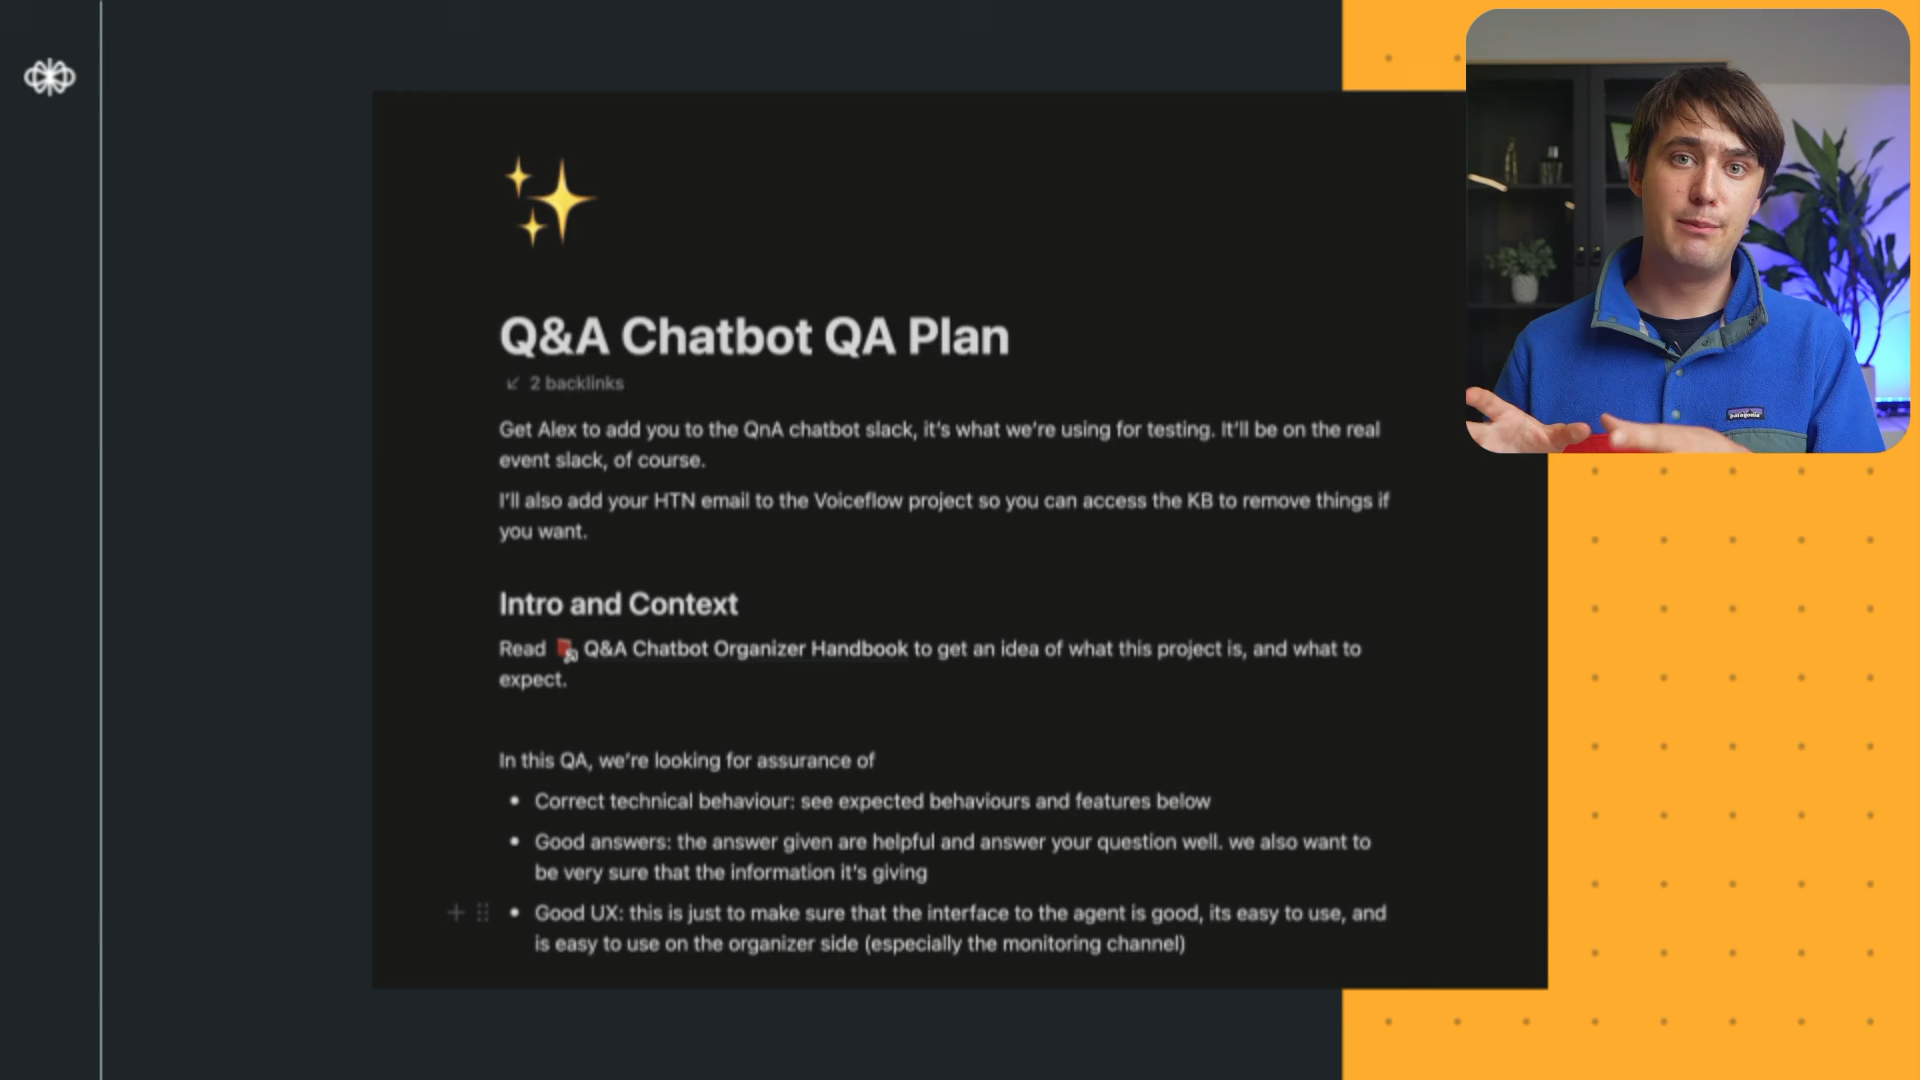 Q&A Chatbot QA Plan
2 backlinks
Get Alex to add you to the QnA chatbot slack, it's what we're using for testing. It'll be on the real
event slack, of course.
I'll also add your HTN email to the Voiceflow project so you can access the KB to remove things if
you want.
Intro and Context
Read Q&A Chatbot Organizer Handbook to get an idea of what this project is, and what to
expect.
In this QA, we're looking for assurance of
• Correct technical behaviour: see expected behaviours and features below
• Good answers: the answer given are helpful and answer your question well. we also want to
be very sure that the information it's giving
• Good UX: this is just to make sure that the interface to the agent is good, its easy to use, and
is easy to use on the organizer side (especially the monitoring channel)
patagonia